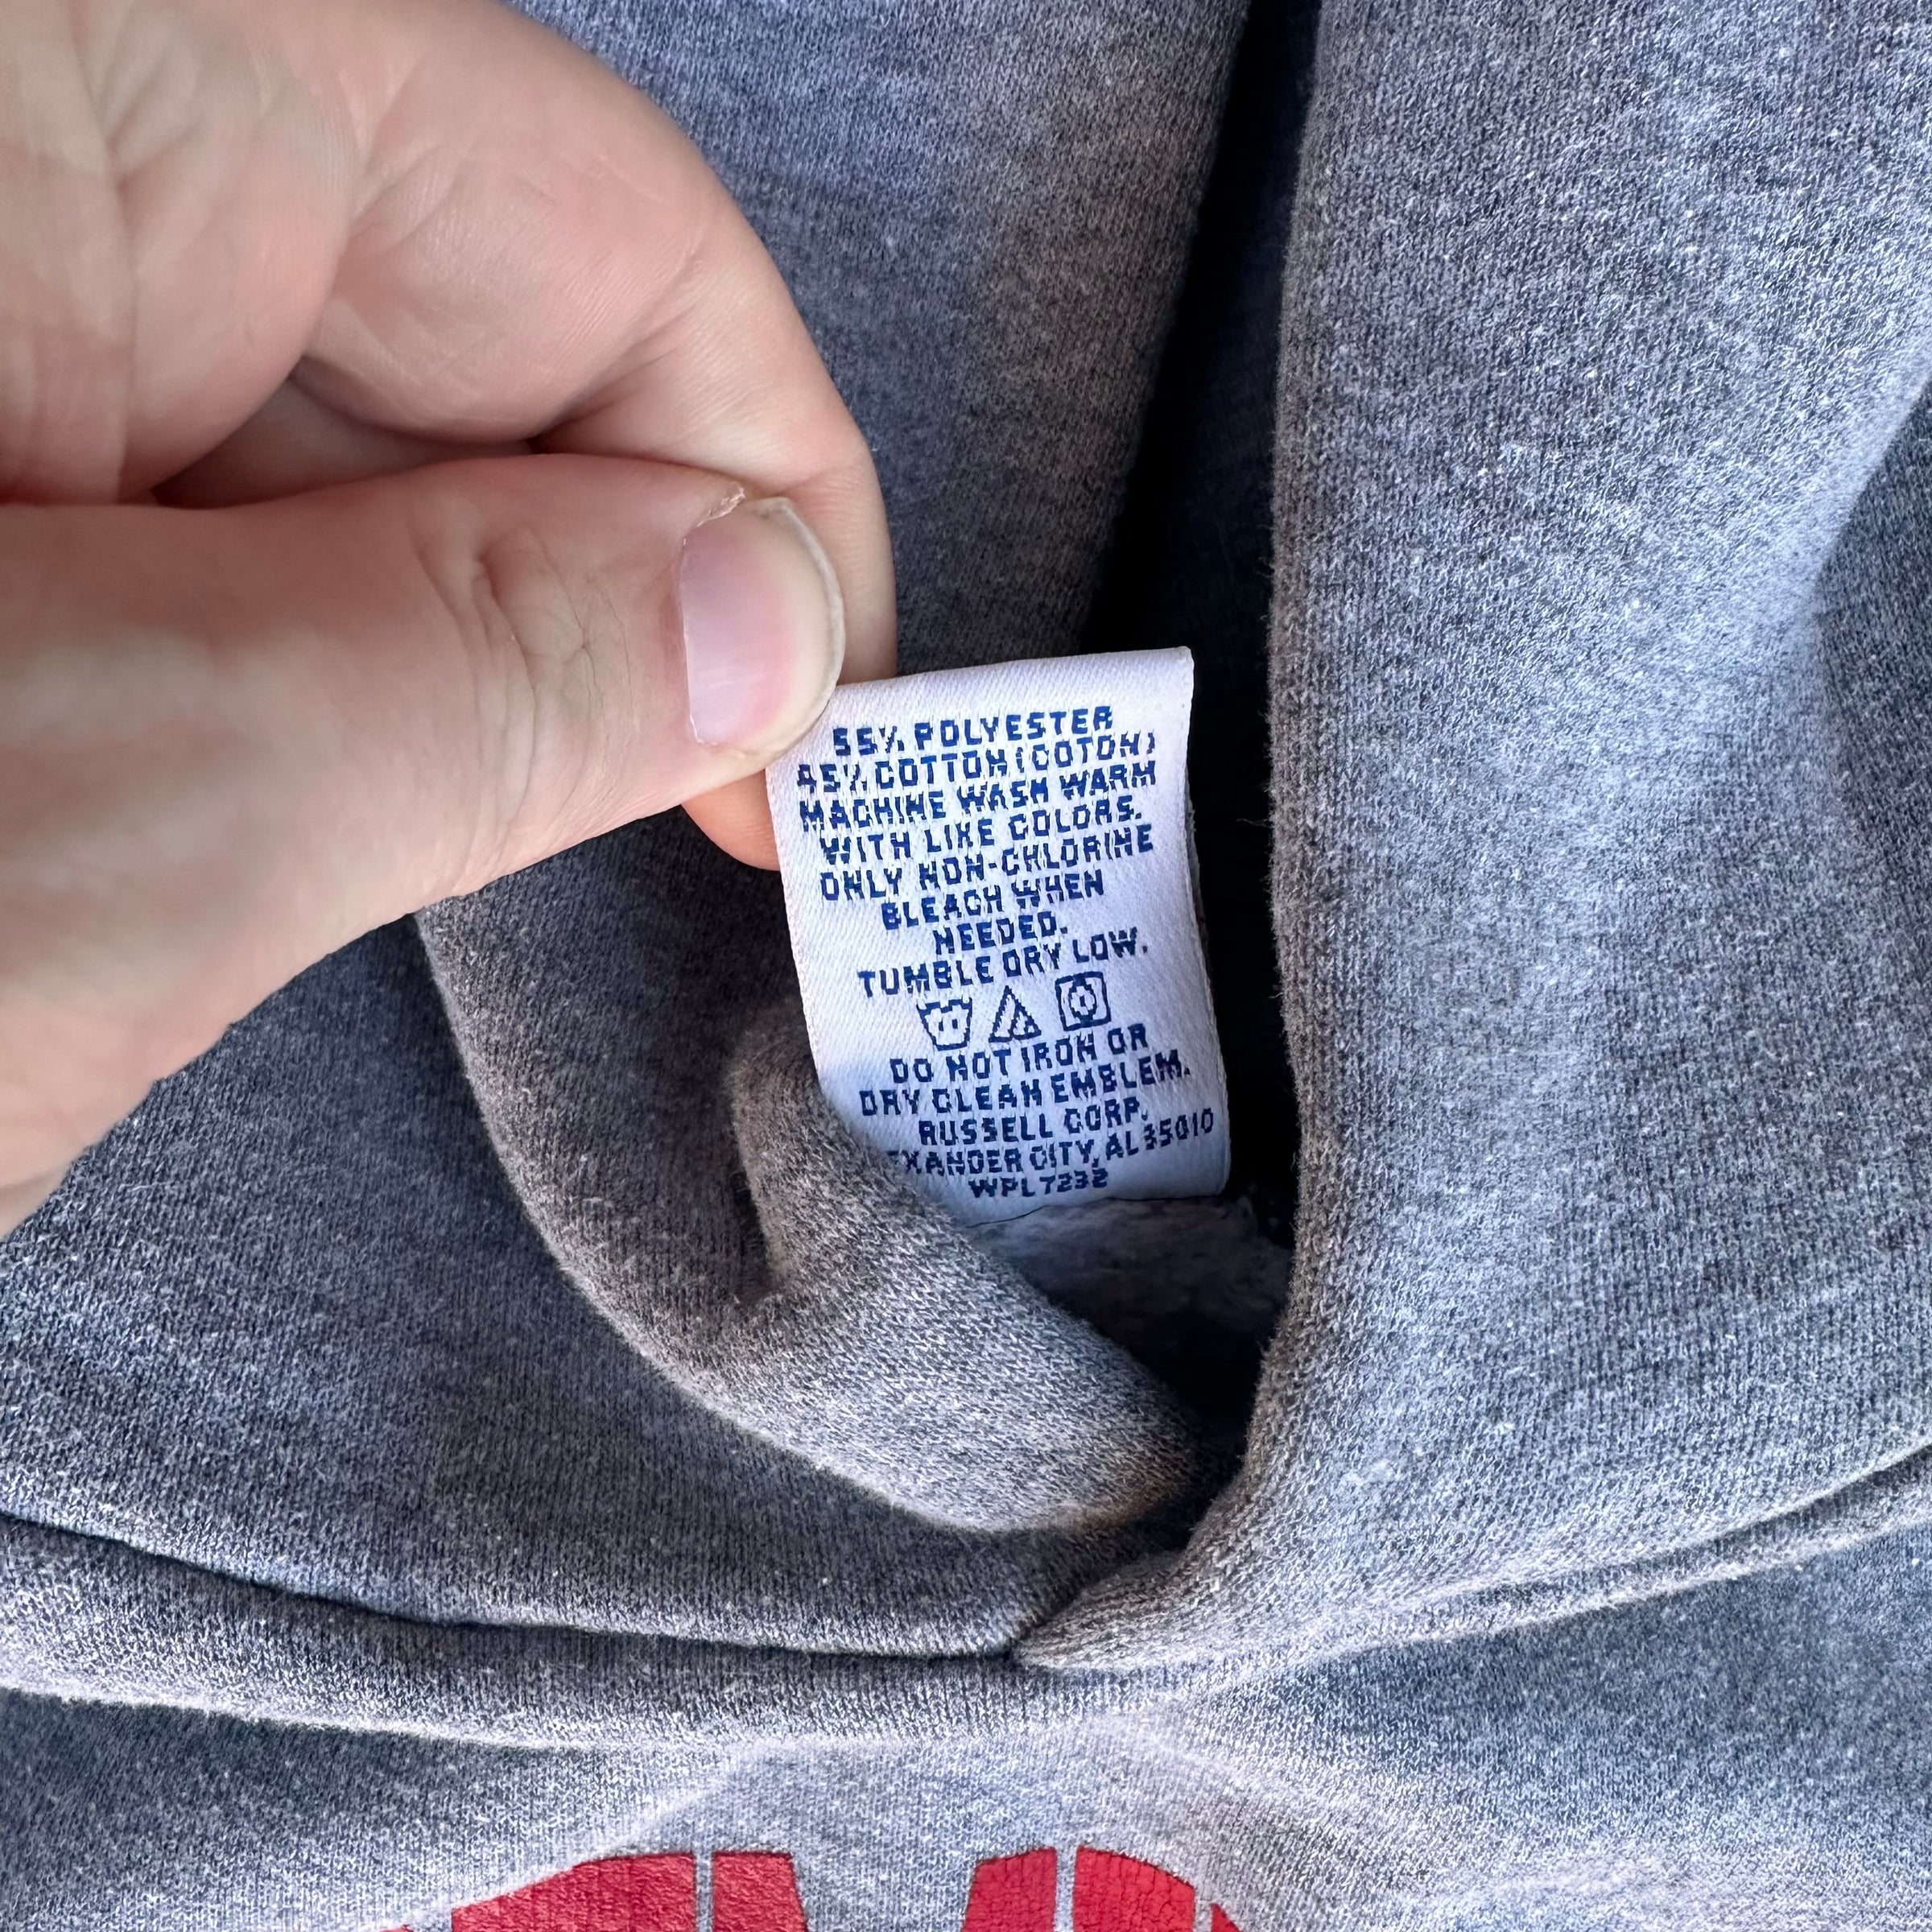 55% POLYESTER
45% COTTON (COTON)
MACHINE WASH WARM
WITH LIKE COLORS.
ONLY NON-CHLORINE
BLEACH WHEN
NEEDED.
TUMBLE DRY LOW.
DO NOT IRON OR
DRY CLEAN EMBLEM.
RUSSELL CORP.
EXANDER CITY, AL 35010
WPL 7232